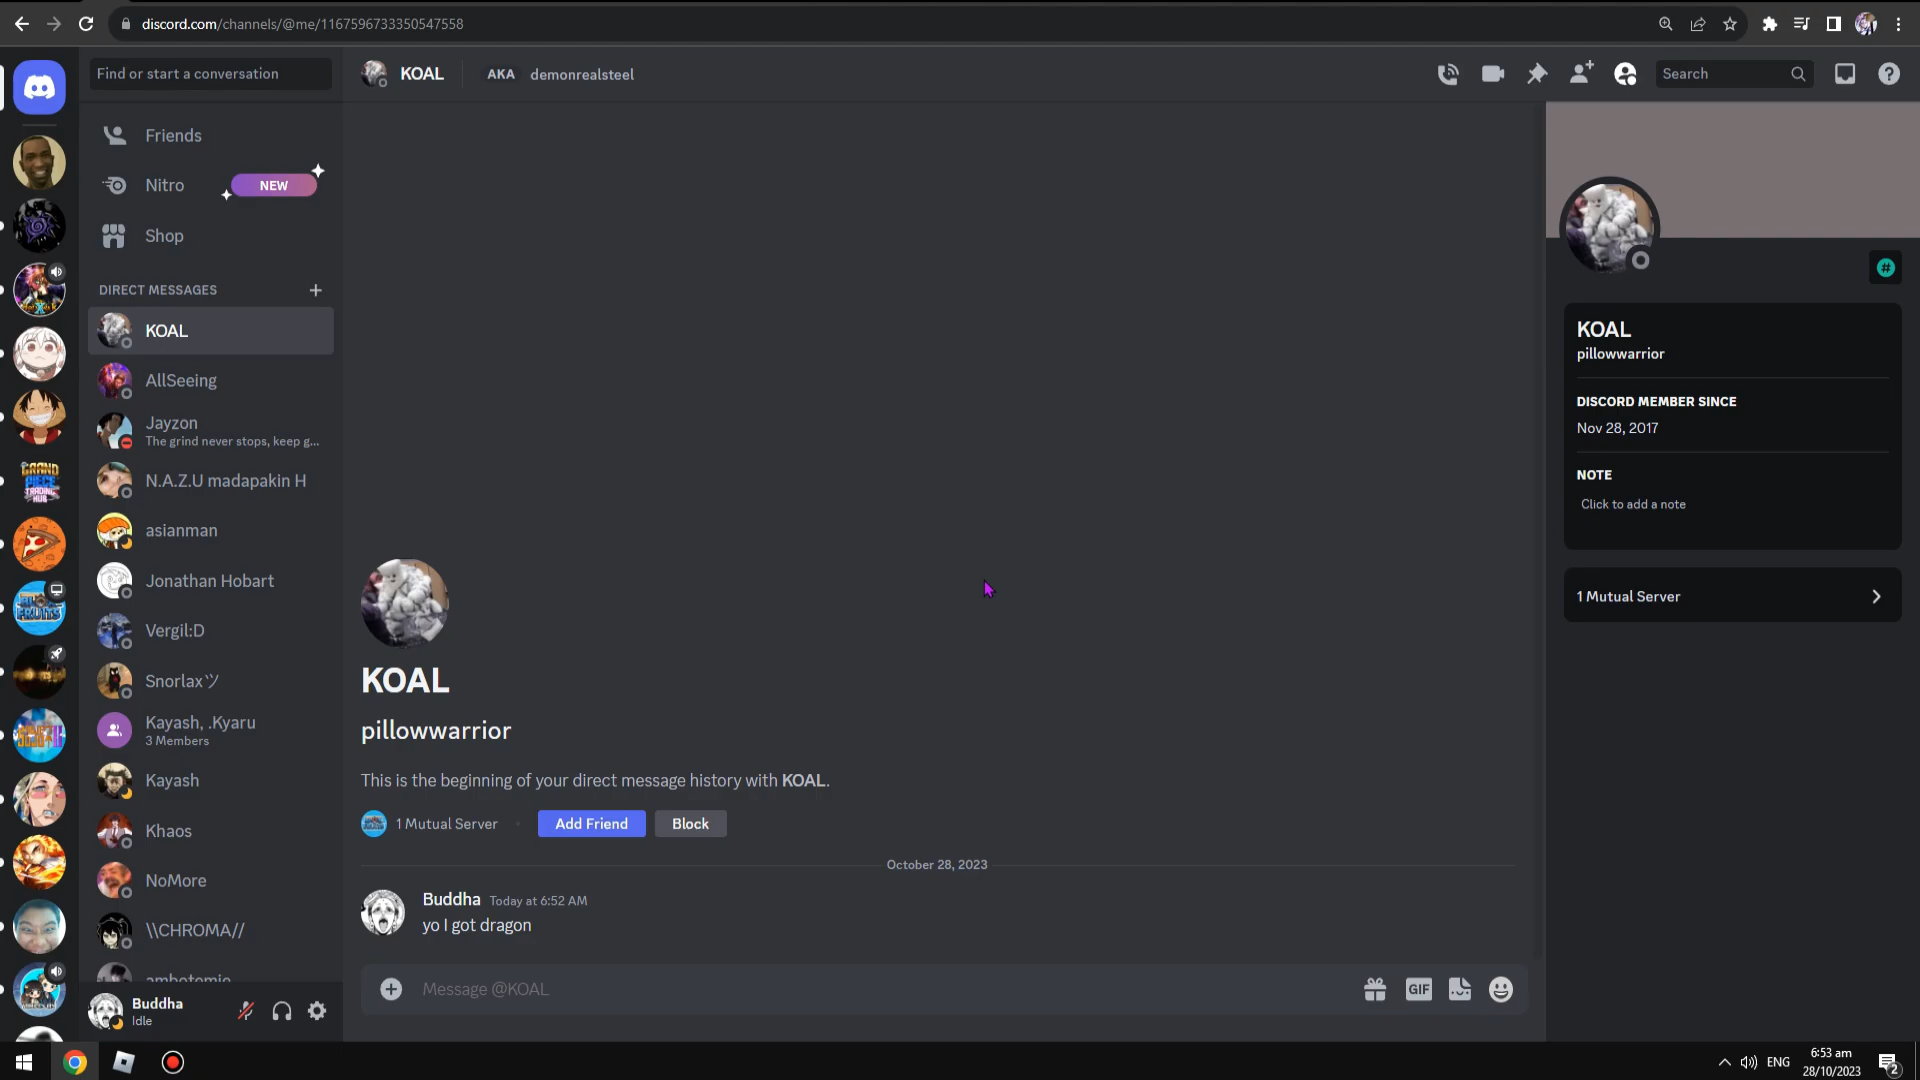 discord.com/channels/@me/1167596733350547558
Find or start a conversation
KOAL
AKA
demonrealsteel
Search
Friends
Nitro
NEW
Shop
DIRECT MESSAGES
KOAL
AllSeeing
Jayzon
The grind never stops, keep g...
N.A.Z.U madapakin H
asianman
Jonathan Hobart
Vergil:D
Snorlaxツ
Kayash, .Kyaru
3 Members
Kayash
Khaos
NoMore
\\CHROMA//
GRAND
PIECE
TRADING
HUB
Buddha
Idle
KOAL
pillowwarrior
This is the beginning of your direct message history with KOAL.
1 Mutual Server
Add Friend
Block
October 28, 2023
Buddha Today at 6:52 AM
yo I got dragon
Message @KOAL
GIF
KOAL
pillowwarrior
DISCORD MEMBER SINCE
Nov 28, 2017
NOTE
Click to add a note
1 Mutual Server
ENG
6:53 am
28/10/2023
2